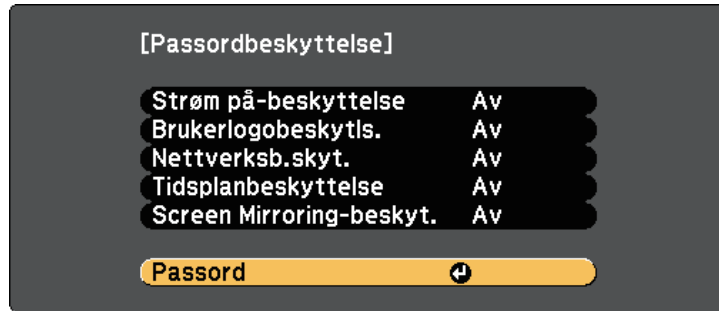 [Passordbeskyttelse]
Strøm på-beskyttelse Av
Brukerlogobeskytls. Av
Nettverksb.skyt. Av
Tidsplanbeskyttelse Av
Screen Mirroring-beskyt. Av
Passord